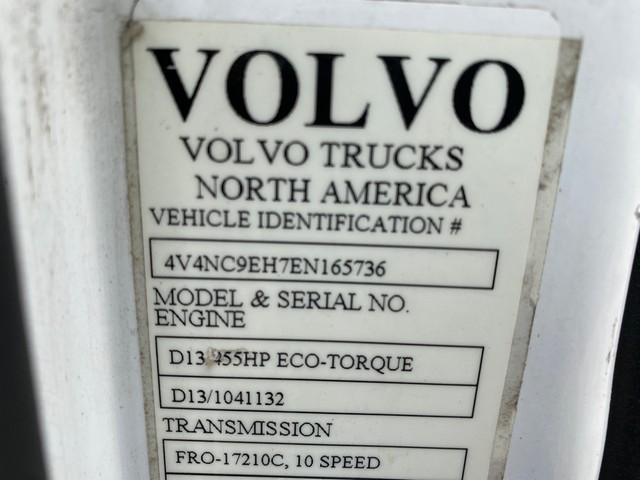 VOLVO
VOLVO TRUCKS
NORTH AMERICA
VEHICLE IDENTIFICATION #
4V4NC9EH7EN165736
MODEL & SERIAL NO.
ENGINE
D13 455HP ECO-TORQUE
D13/1041132
TRANSMISSION
FRO-17210C, 10 SPEED